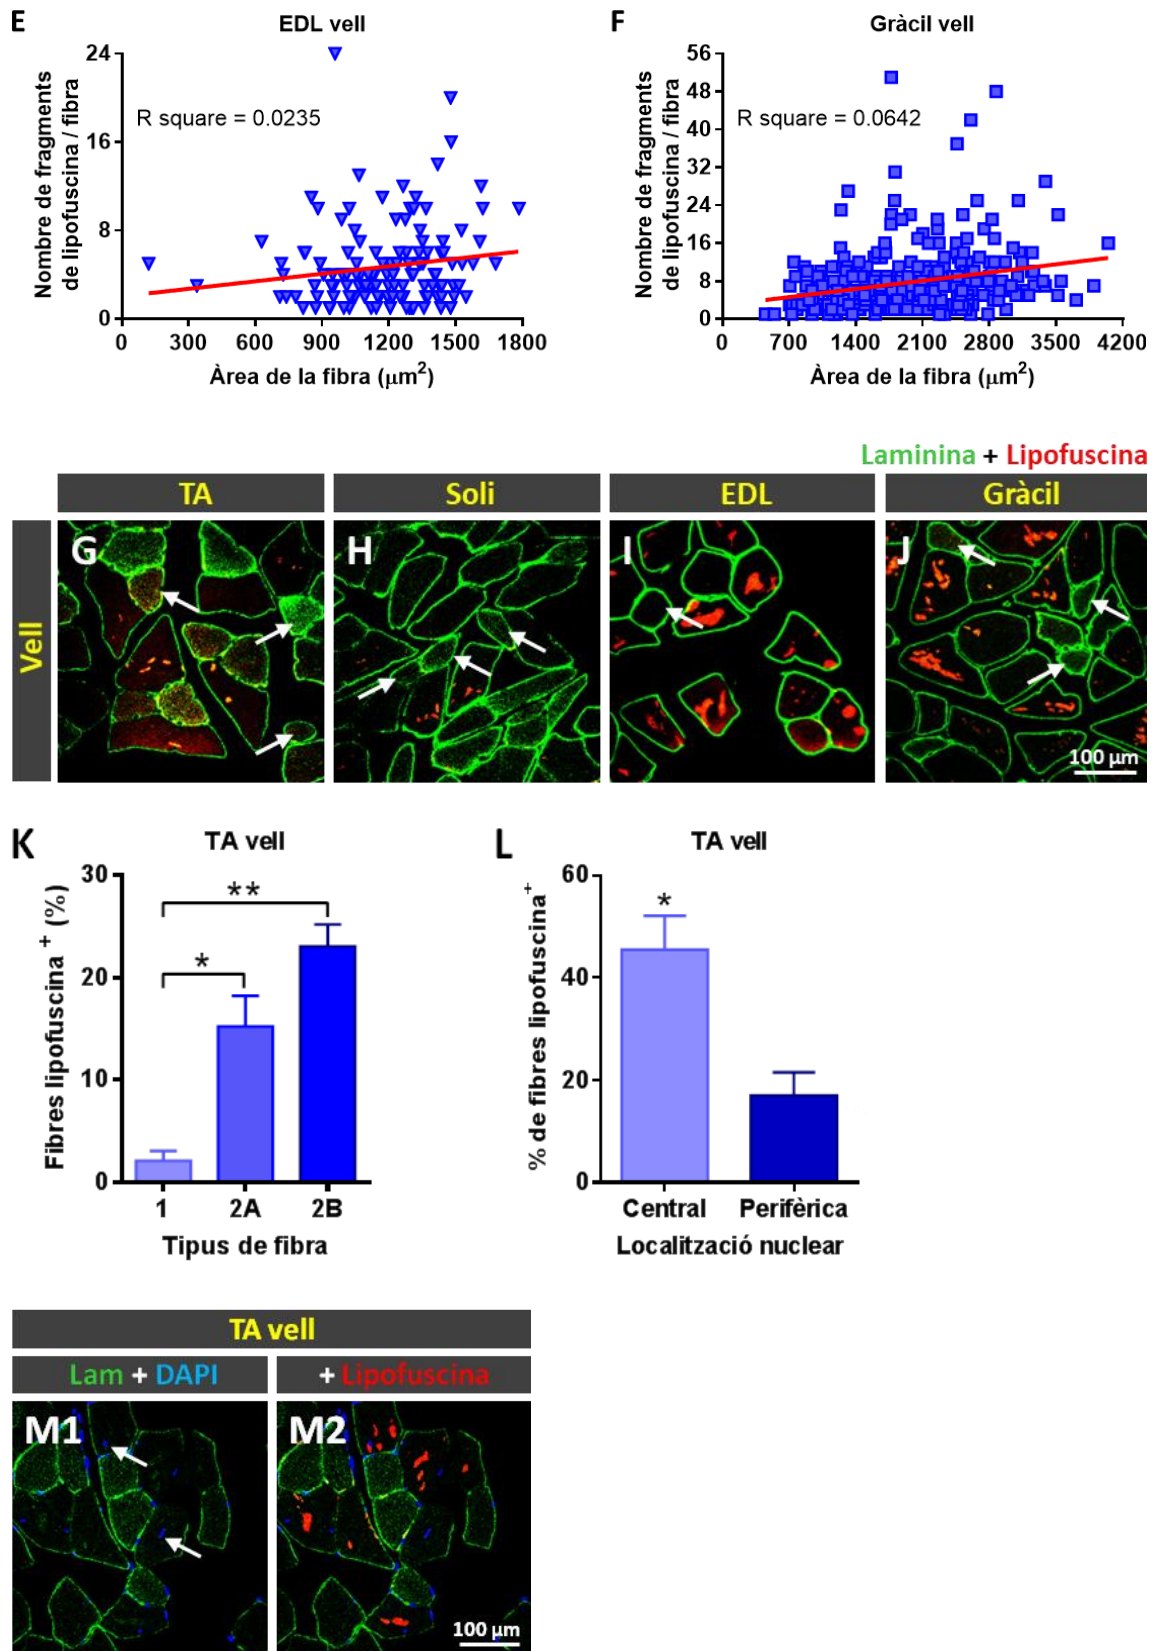 E
EDL vell
Nombre de fragments
de lipofuscina / fibra
24
16
8
0
R square = 0.0235
0 300 600 900 1200 1500 1800
Àrea de la fibra (μm²)
F
Gràcil vell
Nombre de fragments
de lipofuscina / fibra
56
48
40
32
24
16
8
0
R square = 0.0642
0 700 1400 2100 2800 3500 4200
Àrea de la fibra (μm²)
Laminina + Lipofuscina
TA Soli EDL Gràcil
Vell
G H I J
100 μm
K
TA vell
Fibres lipofuscina⁺ (%)
30
20
10
0
**
*
1 2A 2B
Tipus de fibra
L
TA vell
% de fibres lipofuscina⁺
60
40
20
0
*
Central Perifèrica
Localització nuclear
TA vell
Lam + DAPI + Lipofuscina
M1 M2
100 μm